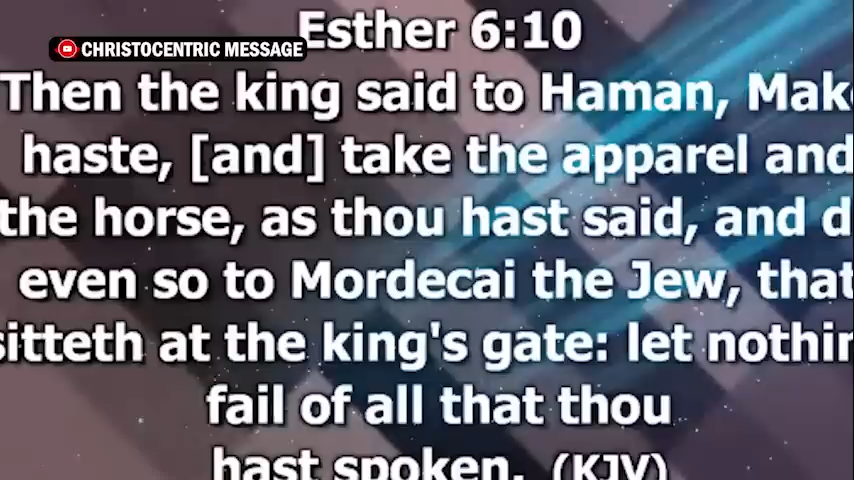 Esther 6:10
CHRISTOCENTRIC MESSAGE
Then the king said to Haman, Mak
haste, [and] take the apparel and
the horse, as thou hast said, and d
even so to Mordecai the Jew, that
sitteth at the king's gate: let nothin
fail of all that thou
hast spoken. (KJV)